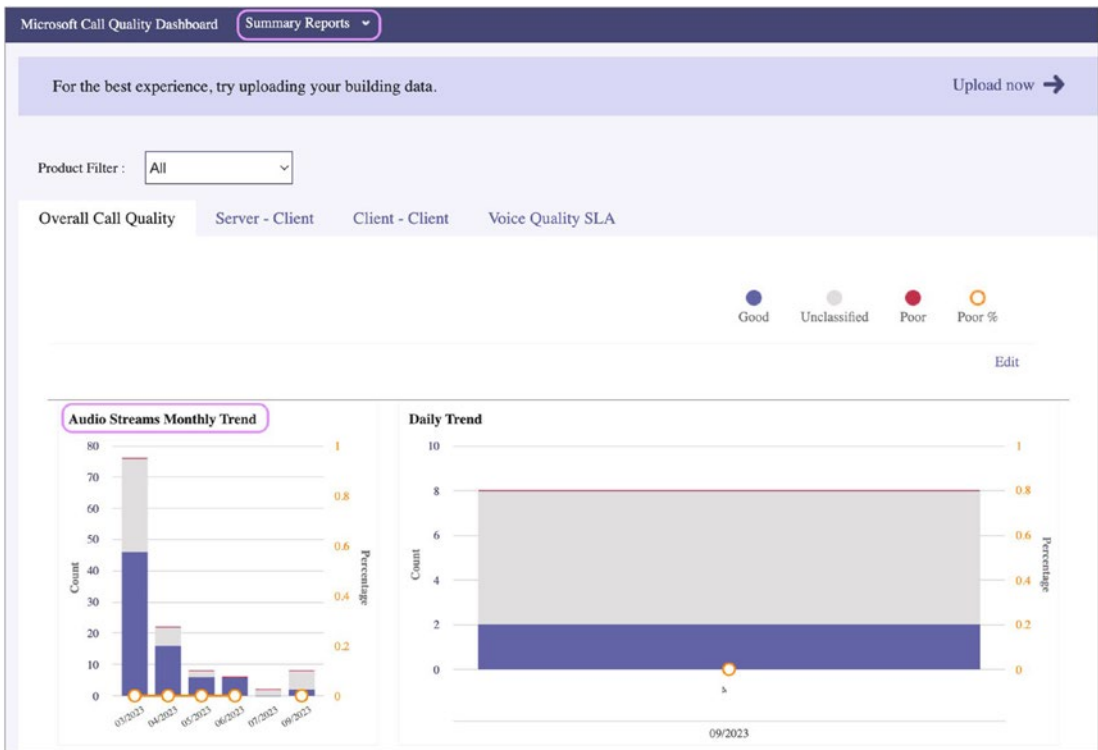 Microsoft Call Quality Dashboard Summary Reports
For the best experience, try uploading your building data. Upload now
Product Filter : All
Overall Call Quality Server - Client Client - Client Voice Quality SLA
Good Unclassified Poor Poor %
Edit
Audio Streams Monthly Trend
80
70
60
50
40
30
20
10
0
Count
1
0.8
0.6
0.4
0.2
0
Percentage
03/2023 04/2023 05/2023 06/2023 07/2023 09/2023
Daily Trend
10
8
6
4
2
0
Count
1
0.8
0.6
0.4
0.2
0
Percentage
09/2023